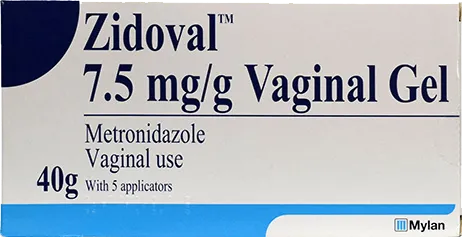 Zidoval™
7.5 mg/g Vaginal Gel
Metronidazole
Vaginal use
40g With 5 applicators
Mylan